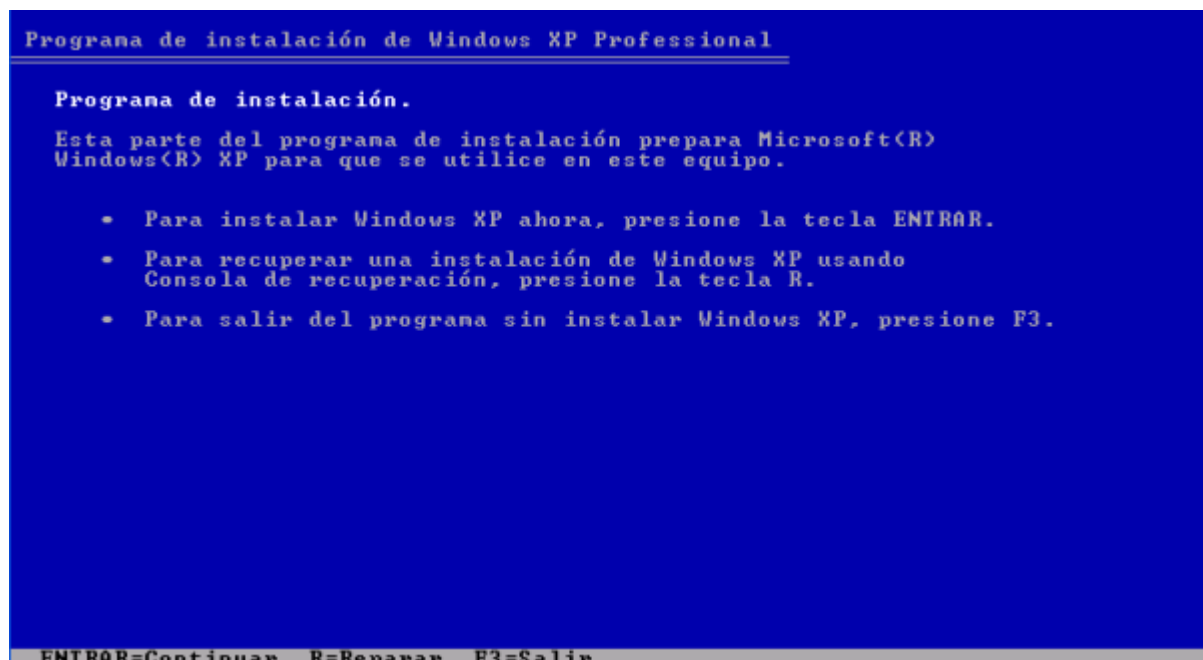 Programa de instalación de Windows XP Professional
Programa de instalación.
Esta parte del programa de instalación prepara Microsoft(R)
Windows(R) XP para que se utilice en este equipo.
• Para instalar Windows XP ahora, presione la tecla ENTRAR.
• Para recuperar una instalación de Windows XP usando
Consola de recuperación, presione la tecla R.
• Para salir del programa sin instalar Windows XP, presione F3.
ENTRAR=Continuar R=Reparar F3=Salir